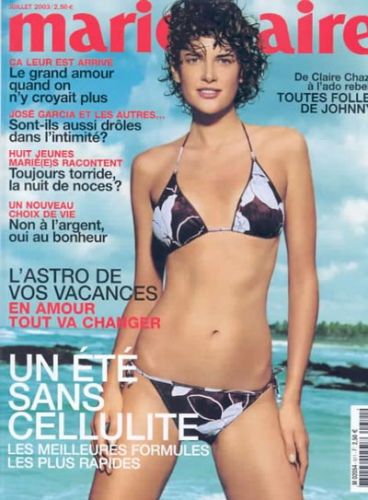 JUILLET 2003/2,50 €
marie claire
ÇA LEUR EST ARRIVÉ
Le grand amour
quand on
n'y croyait plus
JOSÉ GARCIA ET LES AUTRES...
Sont-ils aussi drôles
dans l'intimité?
HUIT JEUNES
MARIÉ(E)S RACONTENT
Toujours torride,
la nuit de noces?
UN NOUVEAU
CHOIX DE VIE
Non à l'argent,
oui au bonheur
De Claire Chaz
à l'ado rebel
TOUTES FOLLE
DE JOHNNY
L'ASTRO DE
VOS VACANCES
EN AMOUR
TOUT VA CHANGER
UN ÉTÉ
SANS
CELLULITE
LES MEILLEURES FORMULES
LES PLUS RAPIDES